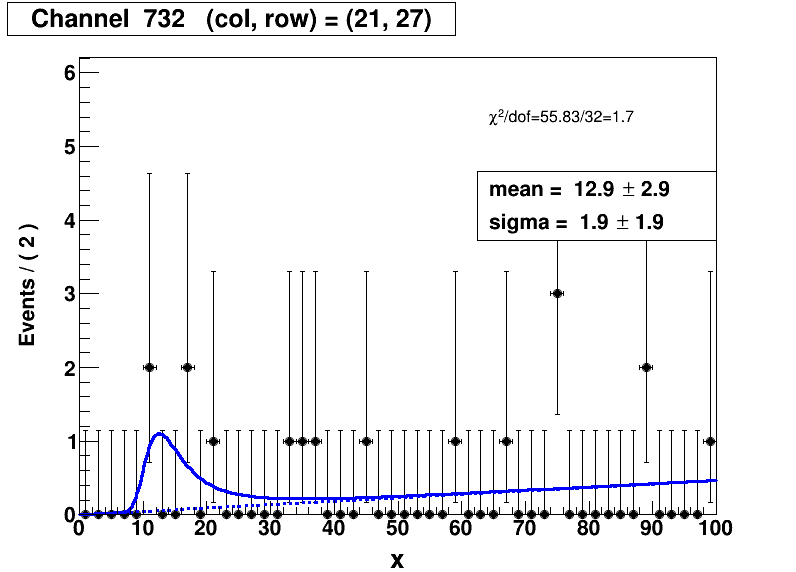 Channel  732   (col, row) = (21, 27)
χ²/dof=55.83/32=1.7
mean =  12.9 ± 2.9
sigma =  1.9 ± 1.9
Events / ( 2 )
6
5
4
3
2
1
0
0 10 20 30 40 50 60 70 80 90 100
x